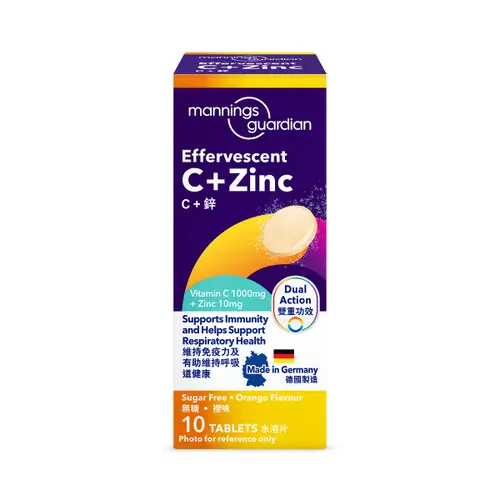 Effervescent
C+Zinc
mannings
guardian
Effervescent
C+Zinc
C + 鋅
Vitamin C 1000mg
+ Zinc 10mg
Dual
Action
雙重功效
Supports Immunity
and Helps Support
Respiratory Health
維持免疫力及
有助維持呼吸
道健康
Made in Germany
德國製造
Sugar Free • Orange Flavour
無糖 • 橙味
10 TABLETS 水溶片
Photo for reference only